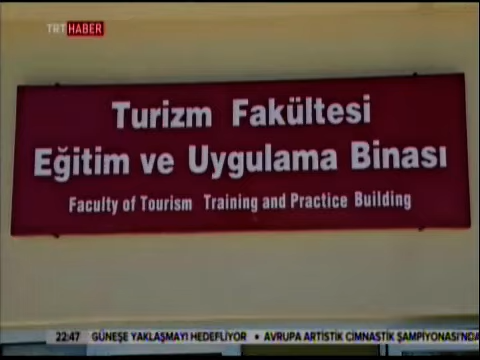 TRT HABER
Turizm Fakültesi
Eğitim ve Uygulama Binası
Faculty of Tourism Training and Practice Building
22:47 GÜNEŞE YAKLAŞMAYI HEDEFLİYOR • AVRUPA ARTİSTİK CİMNASTİK ŞAMPİYONASI'NDA